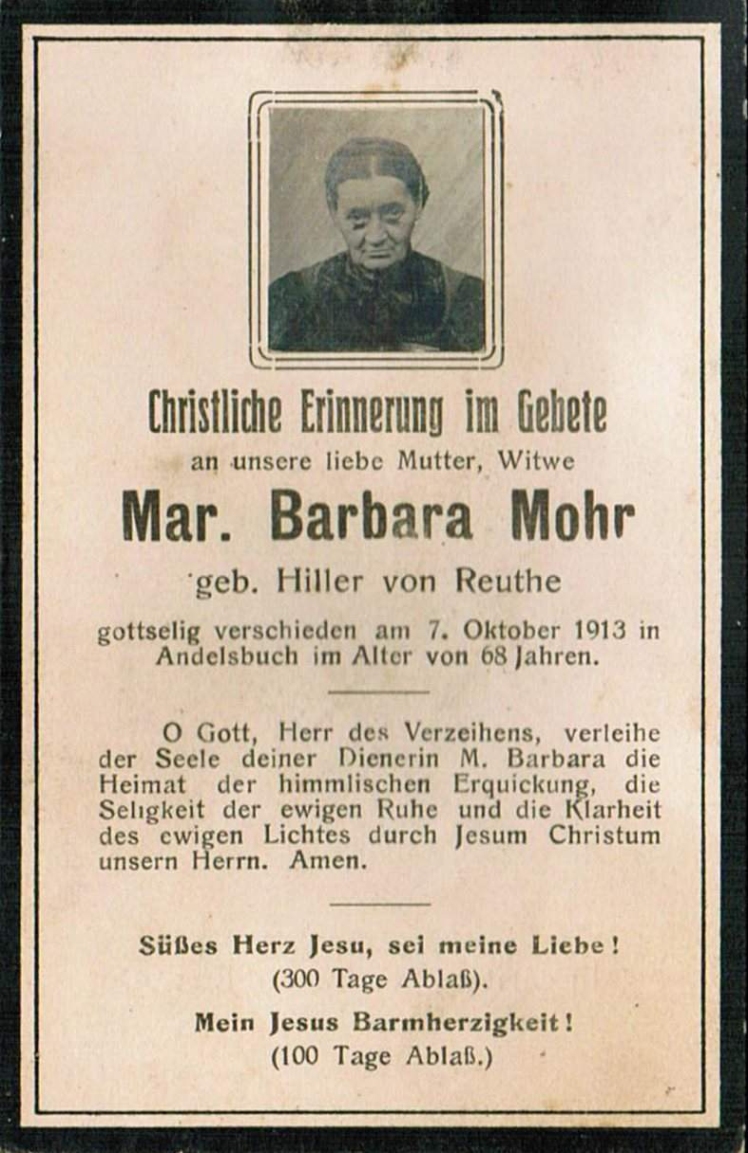 Christliche Erinnerung im Gebete
an unsere liebe Mutter, Witwe
Mar. Barbara Mohr
geb. Hiller von Reuthe
gottselig verschieden am 7. Oktober 1913 in
Andelsbuch im Alter von 68 Jahren.
O Gott, Herr des Verzeihens, verleihe
der Seele deiner Dienerin M. Barbara die
Heimat der himmlischen Erquickung, die
Seligkeit der ewigen Ruhe und die Klarheit
des ewigen Lichtes durch Jesum Christum
unsern Herrn. Amen.
Süßes Herz Jesu, sei meine Liebe!
(300 Tage Ablaß).
Mein Jesus Barmherzigkeit!
(100 Tage Ablaß.)